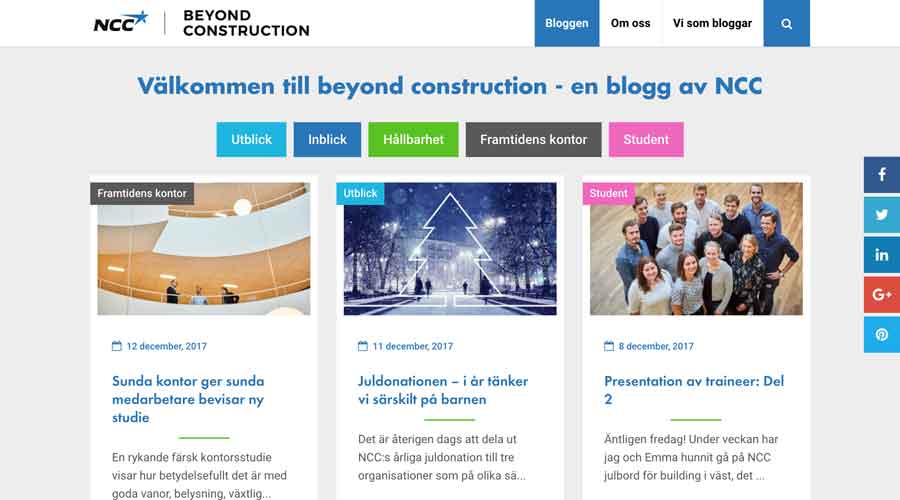 NCC
BEYOND
CONSTRUCTION
Bloggen
Om oss
Vi som bloggar
Välkommen till beyond construction - en blogg av NCC
Utblick
Inblick
Hållbarhet
Framtidens kontor
Student
Framtidens kontor
12 december, 2017
Sunda kontor ger sunda
medarbetare bevisar ny
studie
En rykande färsk kontorsstudie
visar hur betydelsefullt det är med
goda vanor, belysning, växtlig...
Utblick
11 december, 2017
Juldonationen – i år tänker
vi särskilt på barnen
Det är återigen dags att dela ut
NCC:s årliga juldonation till tre
organisationer som på olika sä...
Student
8 december, 2017
Presentation av traineer: Del
2
Äntligen fredag! Under veckan har
jag och Emma hunnit gå på NCC
julbord för building i väst, det ...
f
in
G+